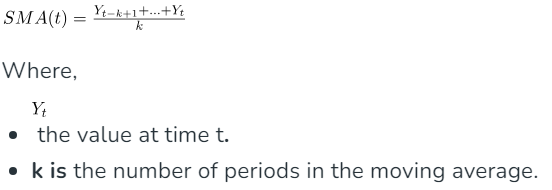 SMA(t) = \frac{Y_{t-k+1}+...+Y_t}{k}
Where,
Y_t
• the value at time t.
• k is the number of periods in the moving average.